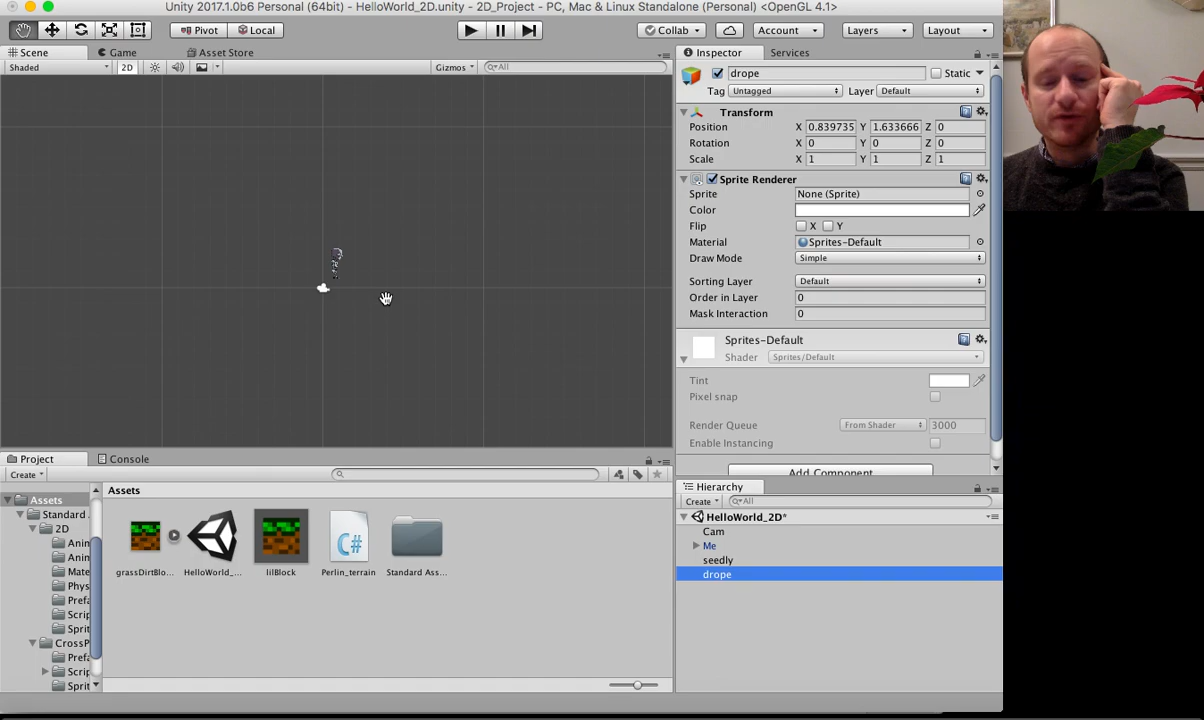 Unity 2017.1.0b6 Personal (64bit) - HelloWorld_2D.unity - 2D_Project - PC, Mac & Linux Standalone (Personal) <OpenGL 4.1>
Pivot Local Collab Account Layers Layout
Scene Game Asset Store
Shaded 2D Gizmos All
Inspector Services
drope Static
Tag Untagged Layer Default
Transform
Position X 0.839735 Y 1.633666 Z 0
Rotation X 0 Y 0 Z 0
Scale X 1 Y 1 Z 1
Sprite Renderer
Sprite None (Sprite)
Color
Flip X Y
Material Sprites-Default
Draw Mode Simple
Sorting Layer Default
Order in Layer 0
Mask Interaction 0
Sprites-Default
Shader Sprites/Default
Tint
Pixel snap
Render Queue From Shader 3000
Enable Instancing
Add Component
Project Console
Create
Assets
Standard
2D
Anin
Anin
Mate
Phys
Prefa
Scrip
Sprit
CrossP
Prefa
Scrip
Sprit
Assets
grassDirtBlo... HelloWorld_... lilBlock Perlin_terrain Standard Ass...
C#
Hierarchy
Create All
HelloWorld_2D*
Cam
Me
seedly
drope